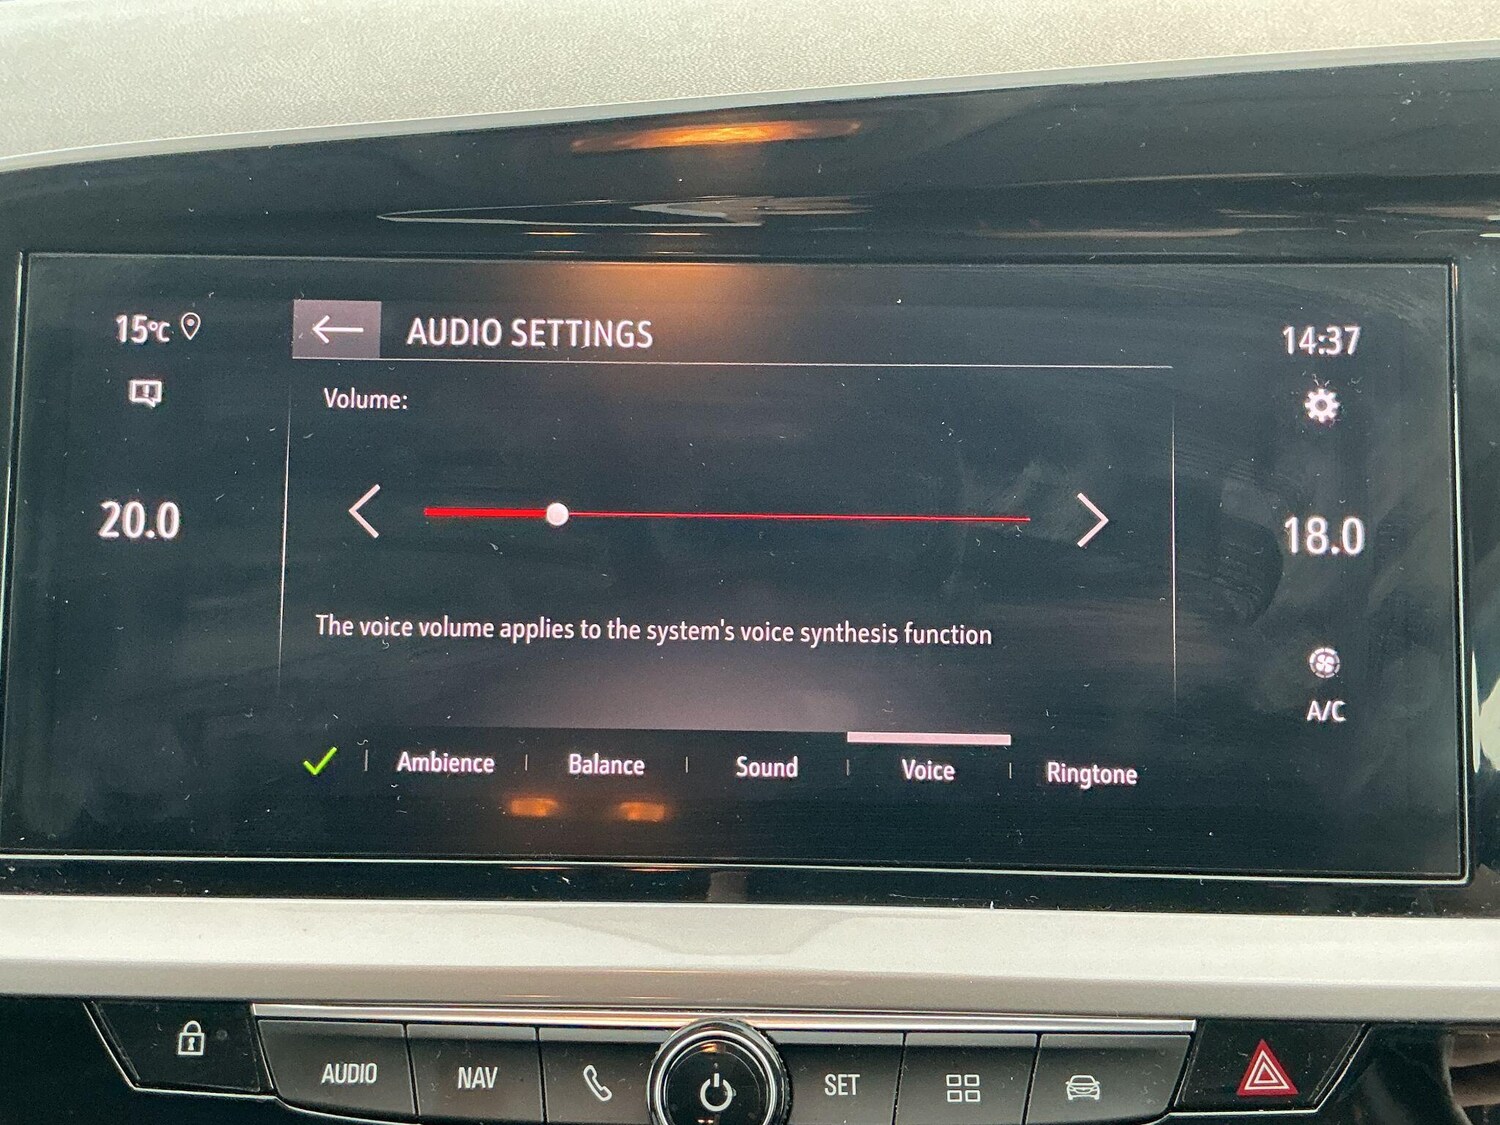 15°C
AUDIO SETTINGS
14:37
Volume:
20.0
18.0
The voice volume applies to the system's voice synthesis function
A/C
Ambience
Balance
Sound
Voice
Ringtone
AUDIO
NAV
SET